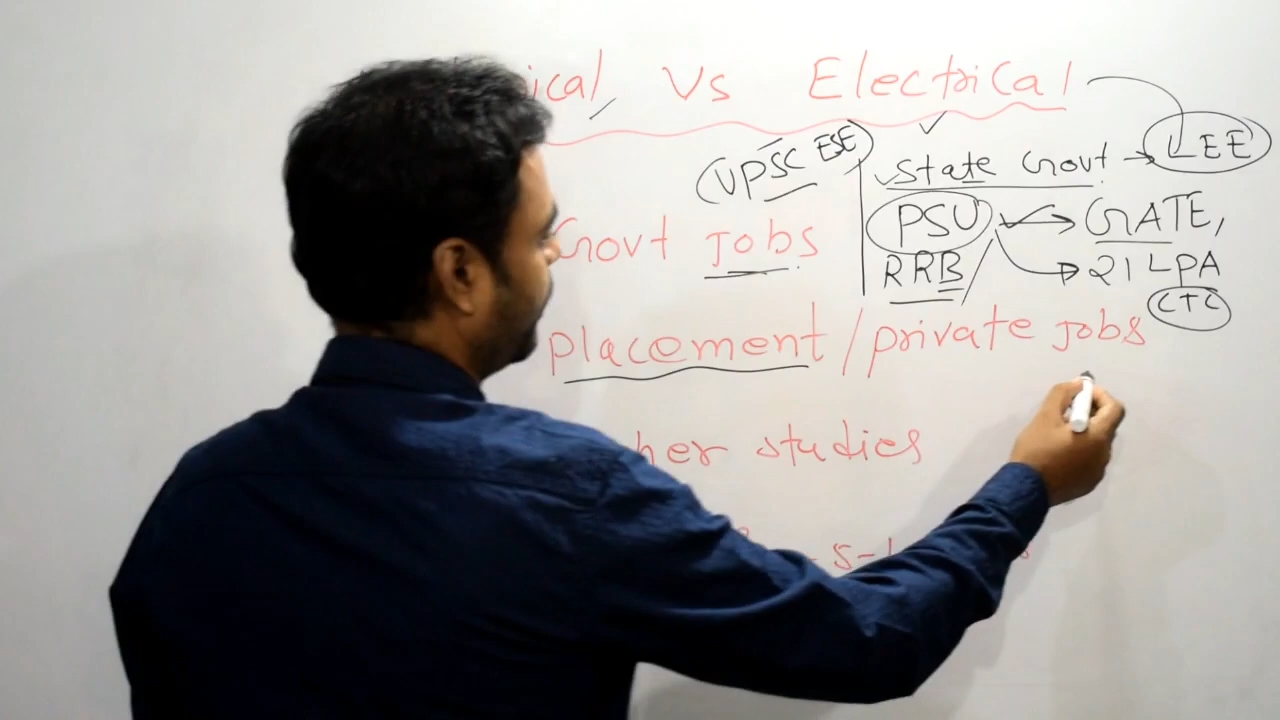 ical Vs Electrical
UPSC ESE
State Govt → LEE
PSU → GATE,
Govt Jobs
RRB → 21 LPA
CTC
placement / private jobs
her studies